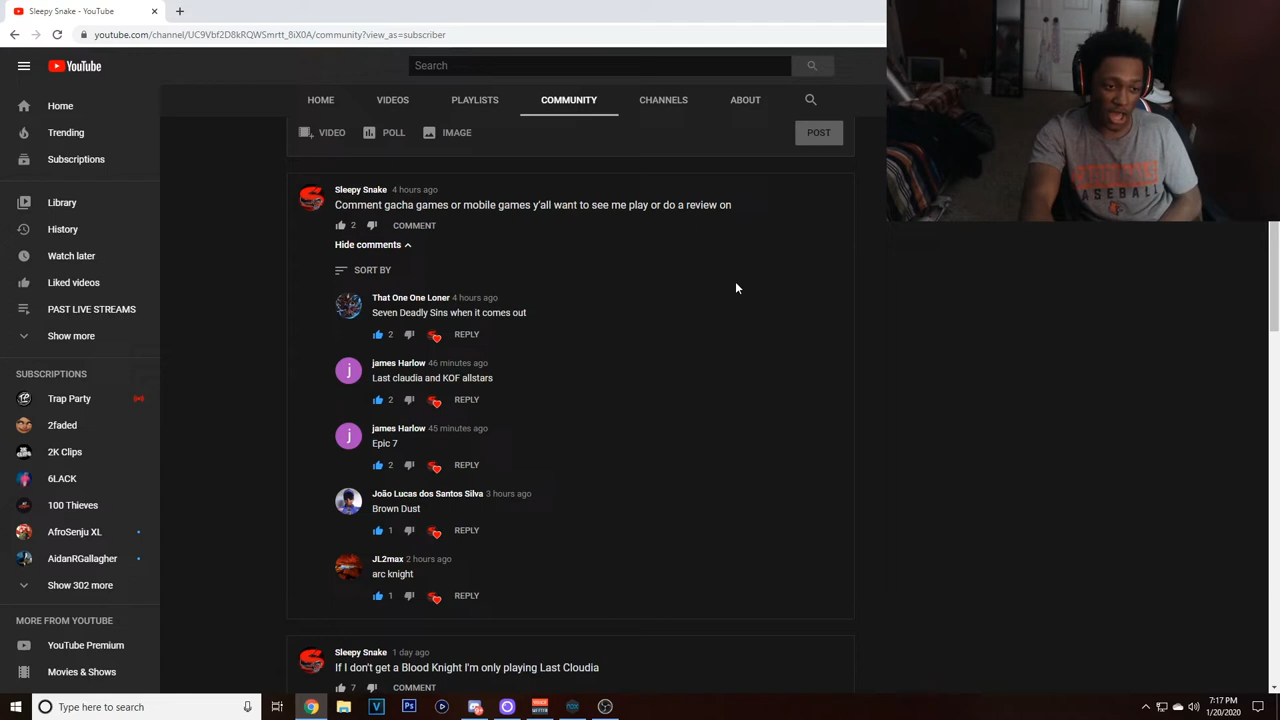 Sleepy Snake - YouTube
youtube.com/channel/UC9Vbf2D8kRQWSmrtt_8iX0A/community?view_as=subscriber
YouTube
Search
HOME VIDEOS PLAYLISTS COMMUNITY CHANNELS ABOUT
VIDEO POLL IMAGE POST
Home
Trending
Subscriptions
Library
History
Watch later
Liked videos
PAST LIVE STREAMS
Show more
SUBSCRIPTIONS
Trap Party
2faded
2K Clips
6LACK
100 Thieves
AfroSenju XL
AidanRGallagher
Show 302 more
MORE FROM YOUTUBE
YouTube Premium
Movies & Shows
Sleepy Snake 4 hours ago
Comment gacha games or mobile games y'all want to see me play or do a review on
2 COMMENT
Hide comments
SORT BY
That One One Loner 4 hours ago
Seven Deadly Sins when it comes out
2 REPLY
j
james Harlow 46 minutes ago
Last claudia and KOF allstars
2 REPLY
j
james Harlow 45 minutes ago
Epic 7
2 REPLY
João Lucas dos Santos Silva 3 hours ago
Brown Dust
1 REPLY
JL2max 2 hours ago
arc knight
1 REPLY
Sleepy Snake 1 day ago
If I don't get a Blood Knight I'm only playing Last Cloudia
7 COMMENT
BASEBALL
Type here to search
7:17 PM
1/20/2020